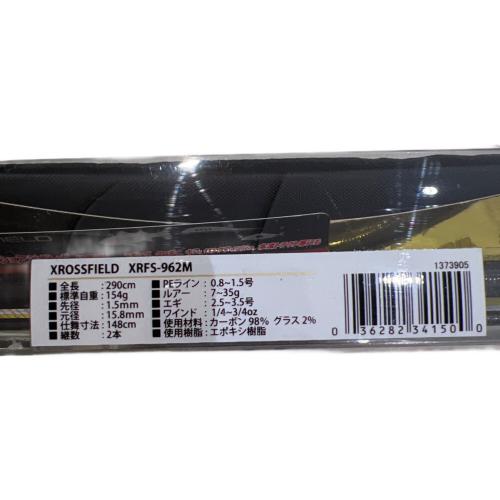 FIELD
XROSSFIELD XRFS-962M
1373905
■全長 : 290cm
■標準自重 : 154g
■先径 : 1.5mm
■元径 : 15.8mm
■仕舞寸法 : 148cm
■継数 : 2本
■PEライン : 0.8~1.5号
■ルアー : 7~35g
■エギ : 2.5~3.5号
■ワインド : 1/4~3/4oz
■使用材料 : カーボン 98% グラス 2%
■使用樹脂 : エポキシ樹脂
0 36282 34150 0